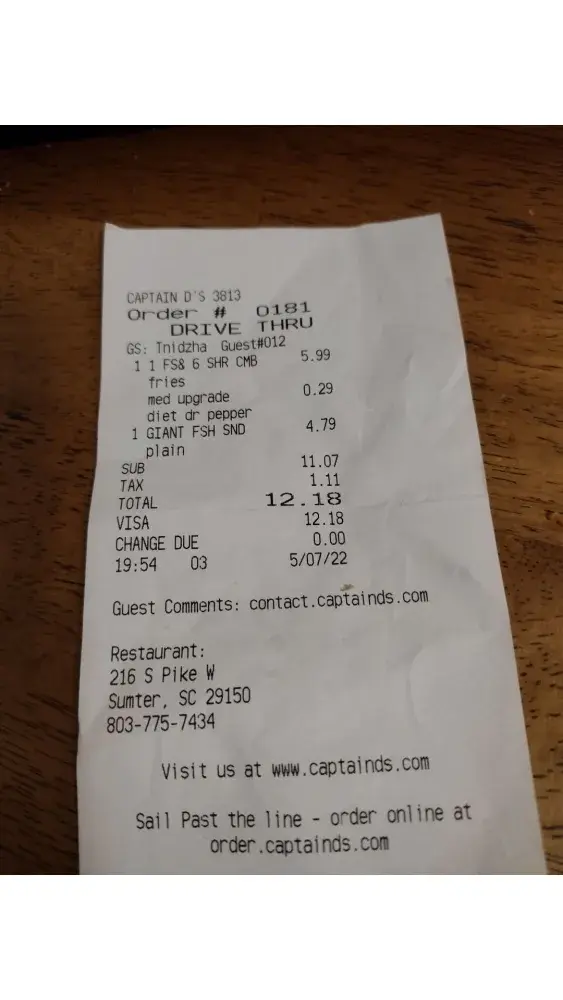 CAPTAIN D'S 3813
Order # 0181
DRIVE THRU
GS: Tnidzha Guest#012
1 1 FS& 6 SHR CMB 5.99
fries
med upgrade 0.29
diet dr pepper
1 GIANT FSH SND 4.79
plain
SUB 11.07
TAX 1.11
TOTAL 12.18
VISA 12.18
CHANGE DUE 0.00
19:54 03 5/07/22
Guest Comments: contact.captainds.com
Restaurant:
216 S Pike W
Sumter, SC 29150
803-775-7434
Visit us at www.captainds.com
Sail Past the line - order online at
order.captainds.com